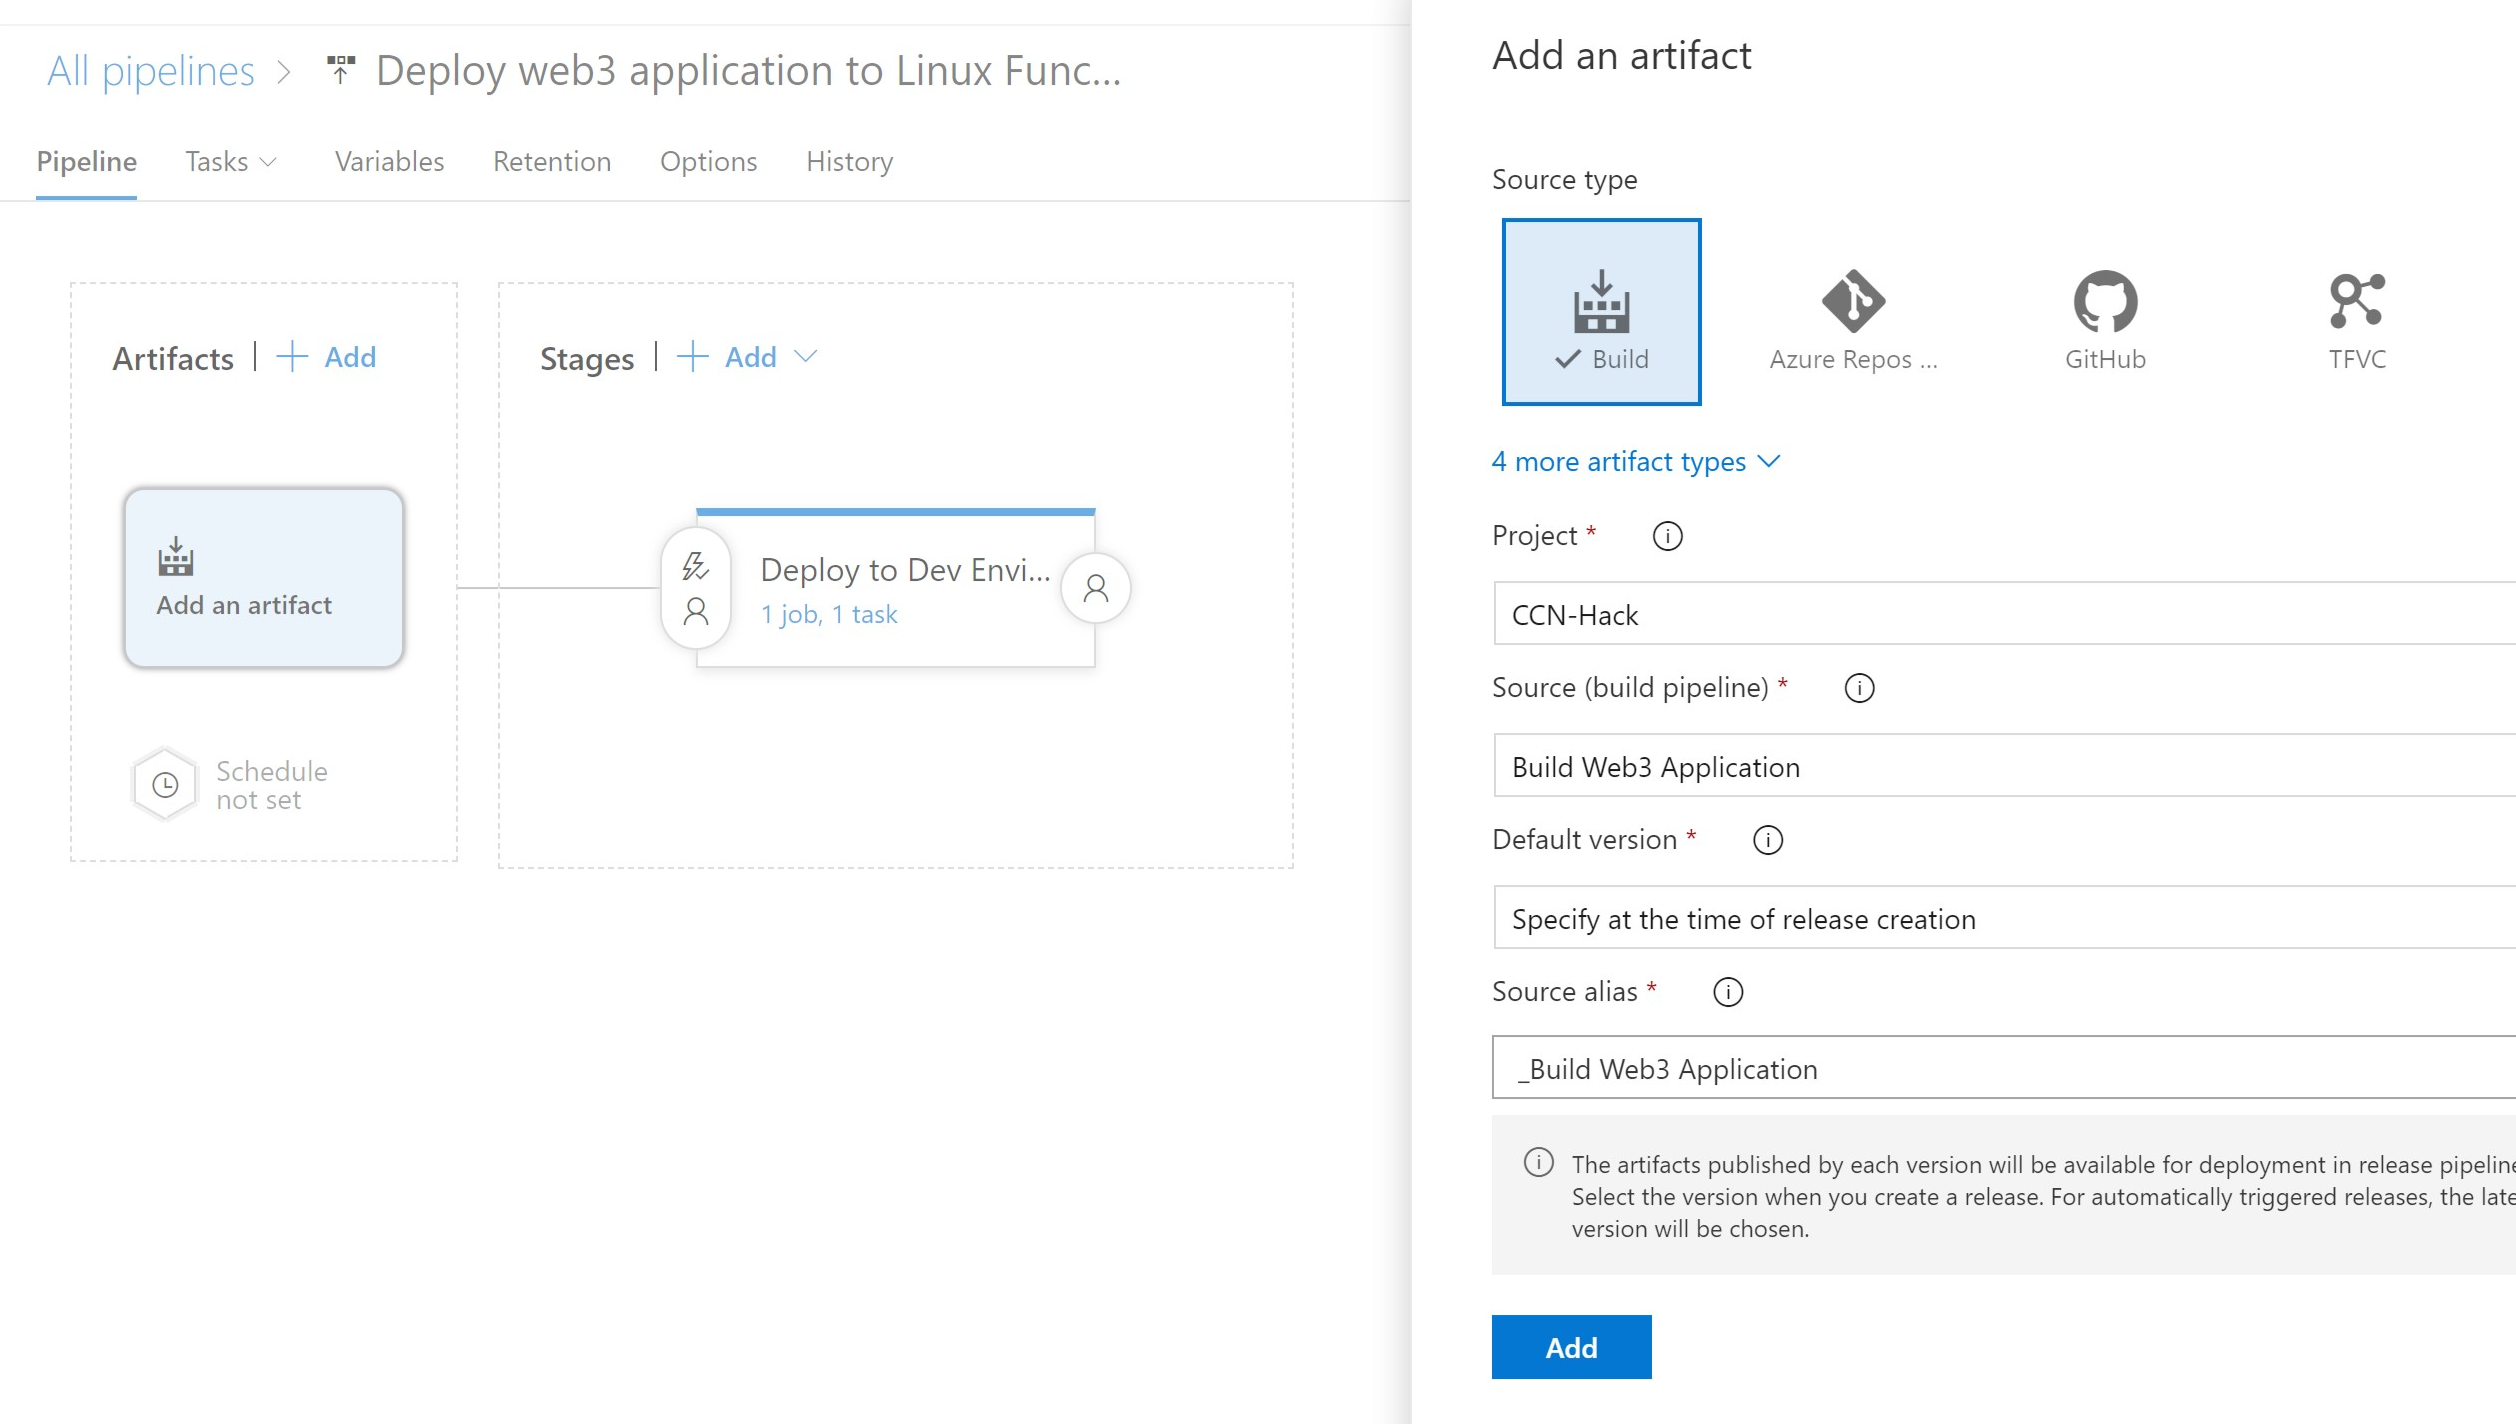 All pipelines > Deploy web3 application to Linux Func...
Pipeline Tasks Variables Retention Options History
Artifacts | + Add
Stages | + Add
Add an artifact
Schedule
not set
Deploy to Dev Envi...
1 job, 1 task
Add an artifact
Source type
Build
Azure Repos ...
GitHub
TFVC
4 more artifact types
Project *
CCN-Hack
Source (build pipeline) *
Build Web3 Application
Default version *
Specify at the time of release creation
Source alias *
_Build Web3 Application
The artifacts published by each version will be available for deployment in release
Select the version when you create a release. For automatically triggered releases, the
version will be chosen.
Add